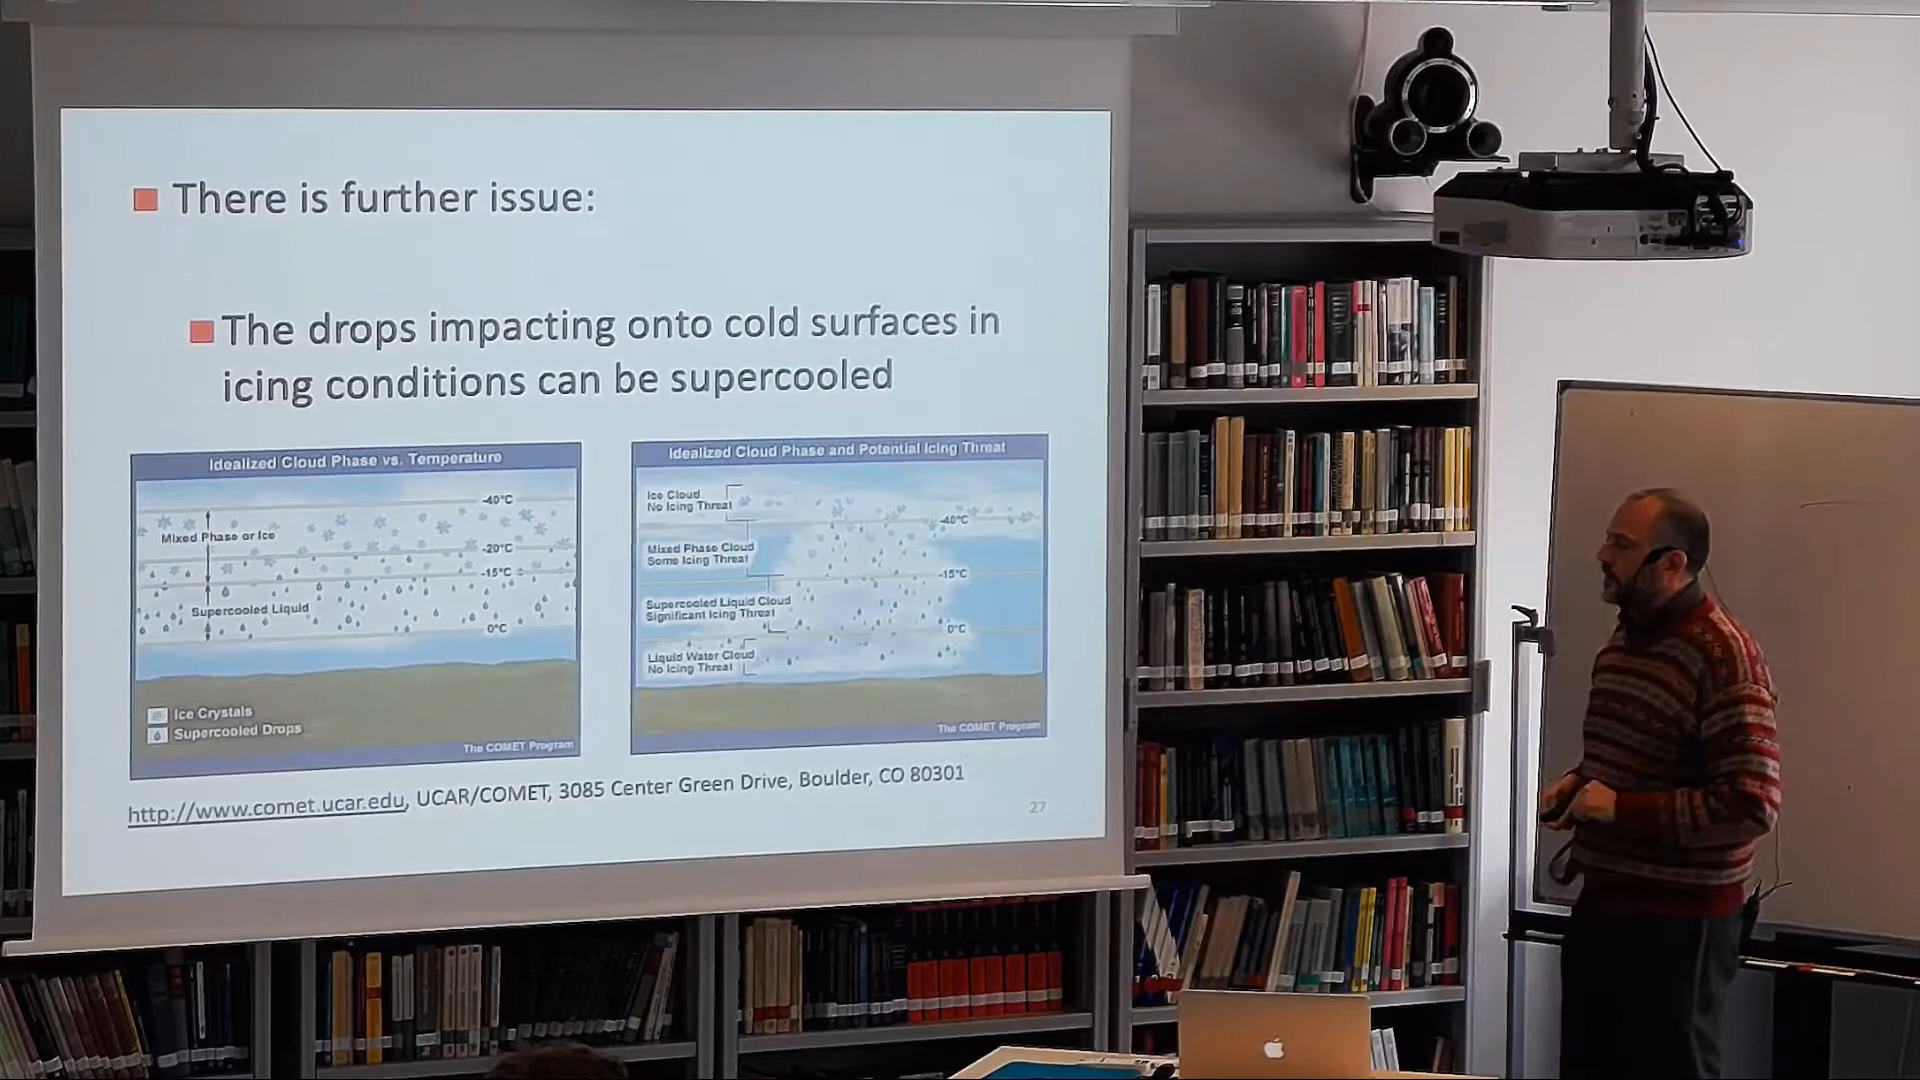 There is further issue:
The drops impacting onto cold surfaces in
icing conditions can be supercooled
Idealized Cloud Phase vs. Temperature
-40°C
Mixed Phase or Ice
-20°C
-15°C
Supercooled Liquid
0°C
Ice Crystals
Supercooled Drops
The COMET Program
Idealized Cloud Phase and Potential Icing Threat
Ice Cloud
No Icing Threat
-40°C
Mixed Phase Cloud
Some Icing Threat
-15°C
Supercooled Liquid Cloud
Significant Icing Threat
0°C
Liquid Water Cloud
No Icing Threat
The COMET Program
http://www.comet.ucar.edu, UCAR/COMET, 3085 Center Green Drive, Boulder, CO 80301
27